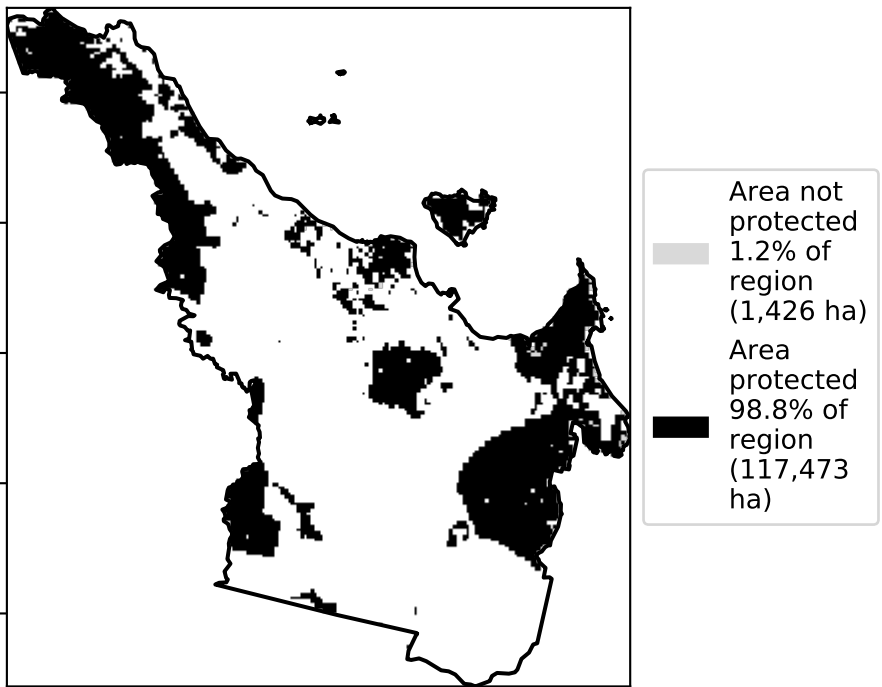 Area not
protected
1.2% of
region
(1,426 ha)
Area
protected
98.8% of
region
(117,473
ha)